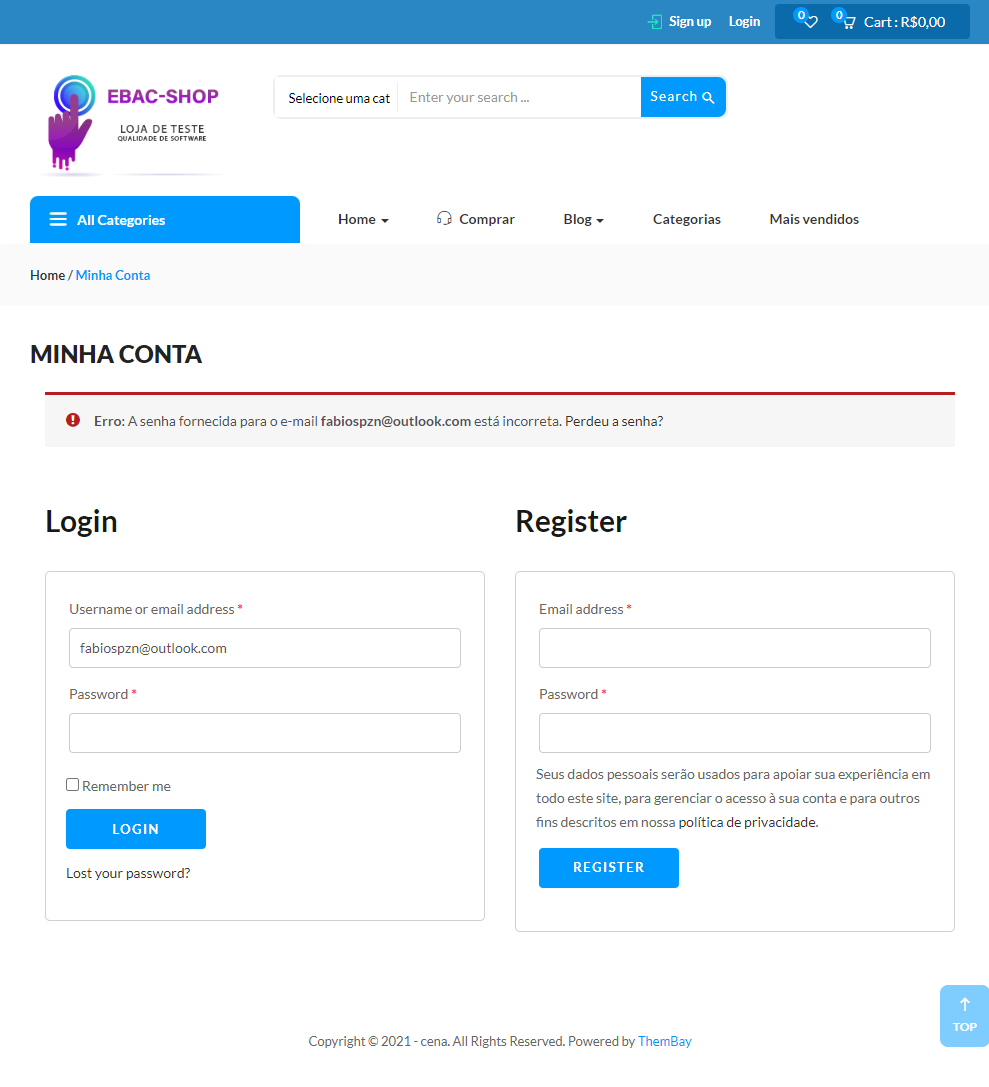 Sign up Login 0 0 Cart : R$0,00
EBAC-SHOP
LOJA DE TESTE
QUALIDADE DE SOFTWARE
Selecione uma cat Enter your search ... Search
All Categories Home Comprar Blog Categorias Mais vendidos
Home / Minha Conta
MINHA CONTA
Erro: A senha fornecida para o e-mail fabiospzn@outlook.com está incorreta. Perdeu a senha?
Login
Username or email address *
fabiospzn@outlook.com
Password *
Remember me
LOGIN
Lost your password?
Register
Email address *
Password *
Seus dados pessoais serão usados para apoiar sua experiência em
todo este site, para gerenciar o acesso à sua conta e para outros
fins descritos em nossa política de privacidade.
REGISTER
TOP
Copyright © 2021 - cena. All Rights Reserved. Powered by ThemBay